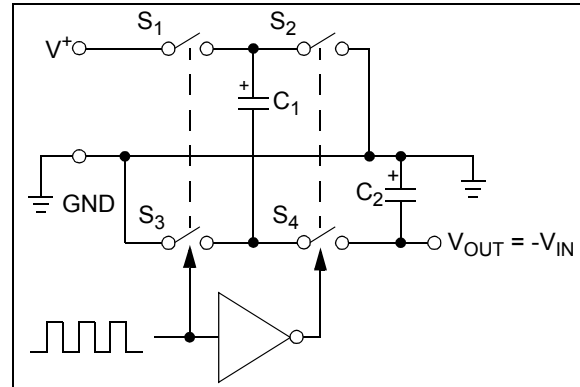 S1
S2
V+
+
C1
+
GND
C2
S3
S4
VOUT = -VIN